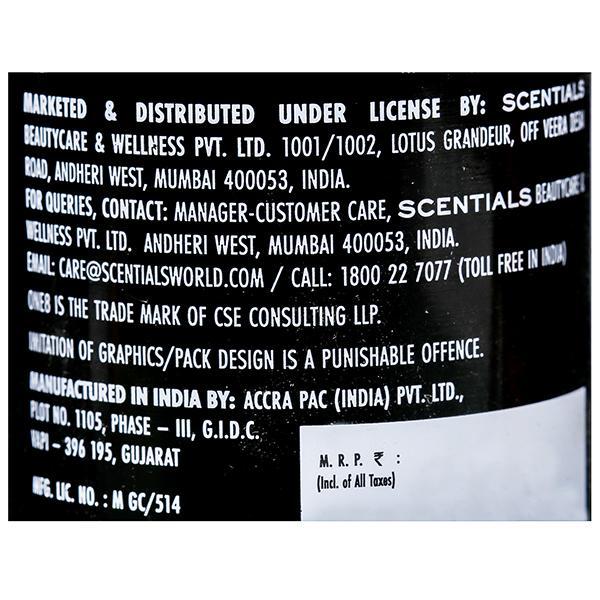 MARKETED & DISTRIBUTED UNDER LICENSE BY: SCENTIALS
BEAUTYCARE & WELLNESS PVT. LTD. 1001/1002, LOTUS GRANDEUR, OFF VEERA DESAI
ROAD, ANDHERI WEST, MUMBAI 400053, INDIA.
FOR QUERIES, CONTACT: MANAGER-CUSTOMER CARE, SCENTIALS BEAUTYCARE &
WELLNESS PVT. LTD. ANDHERI WEST, MUMBAI 400053, INDIA.
EMAIL: CARE@SCENTIALSWORLD.COM / CALL: 1800 22 7077 (TOLL FREE IN INDIA)
ONE8 IS THE TRADE MARK OF CSE CONSULTING LLP.
IMITATION OF GRAPHICS/PACK DESIGN IS A PUNISHABLE OFFENCE.
MANUFACTURED IN INDIA BY: ACCRA PAC (INDIA) PVT. LTD.,
PLOT NO. 1105, PHASE – III, G.I.D.C.
VAPI – 396 195, GUJARAT
MFG. LIC. NO. : M GC/514
M. R. P. ₹ :
(Incl. of All Taxes)